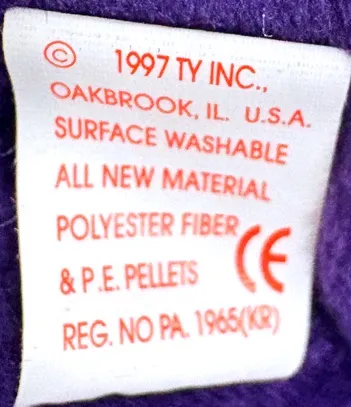 © 1997 TY INC.,
OAKBROOK, IL. U.S.A.
SURFACE WASHABLE
ALL NEW MATERIAL
POLYESTER FIBER
& P.E. PELLETS CE
REG. NO PA. 1965(KR)